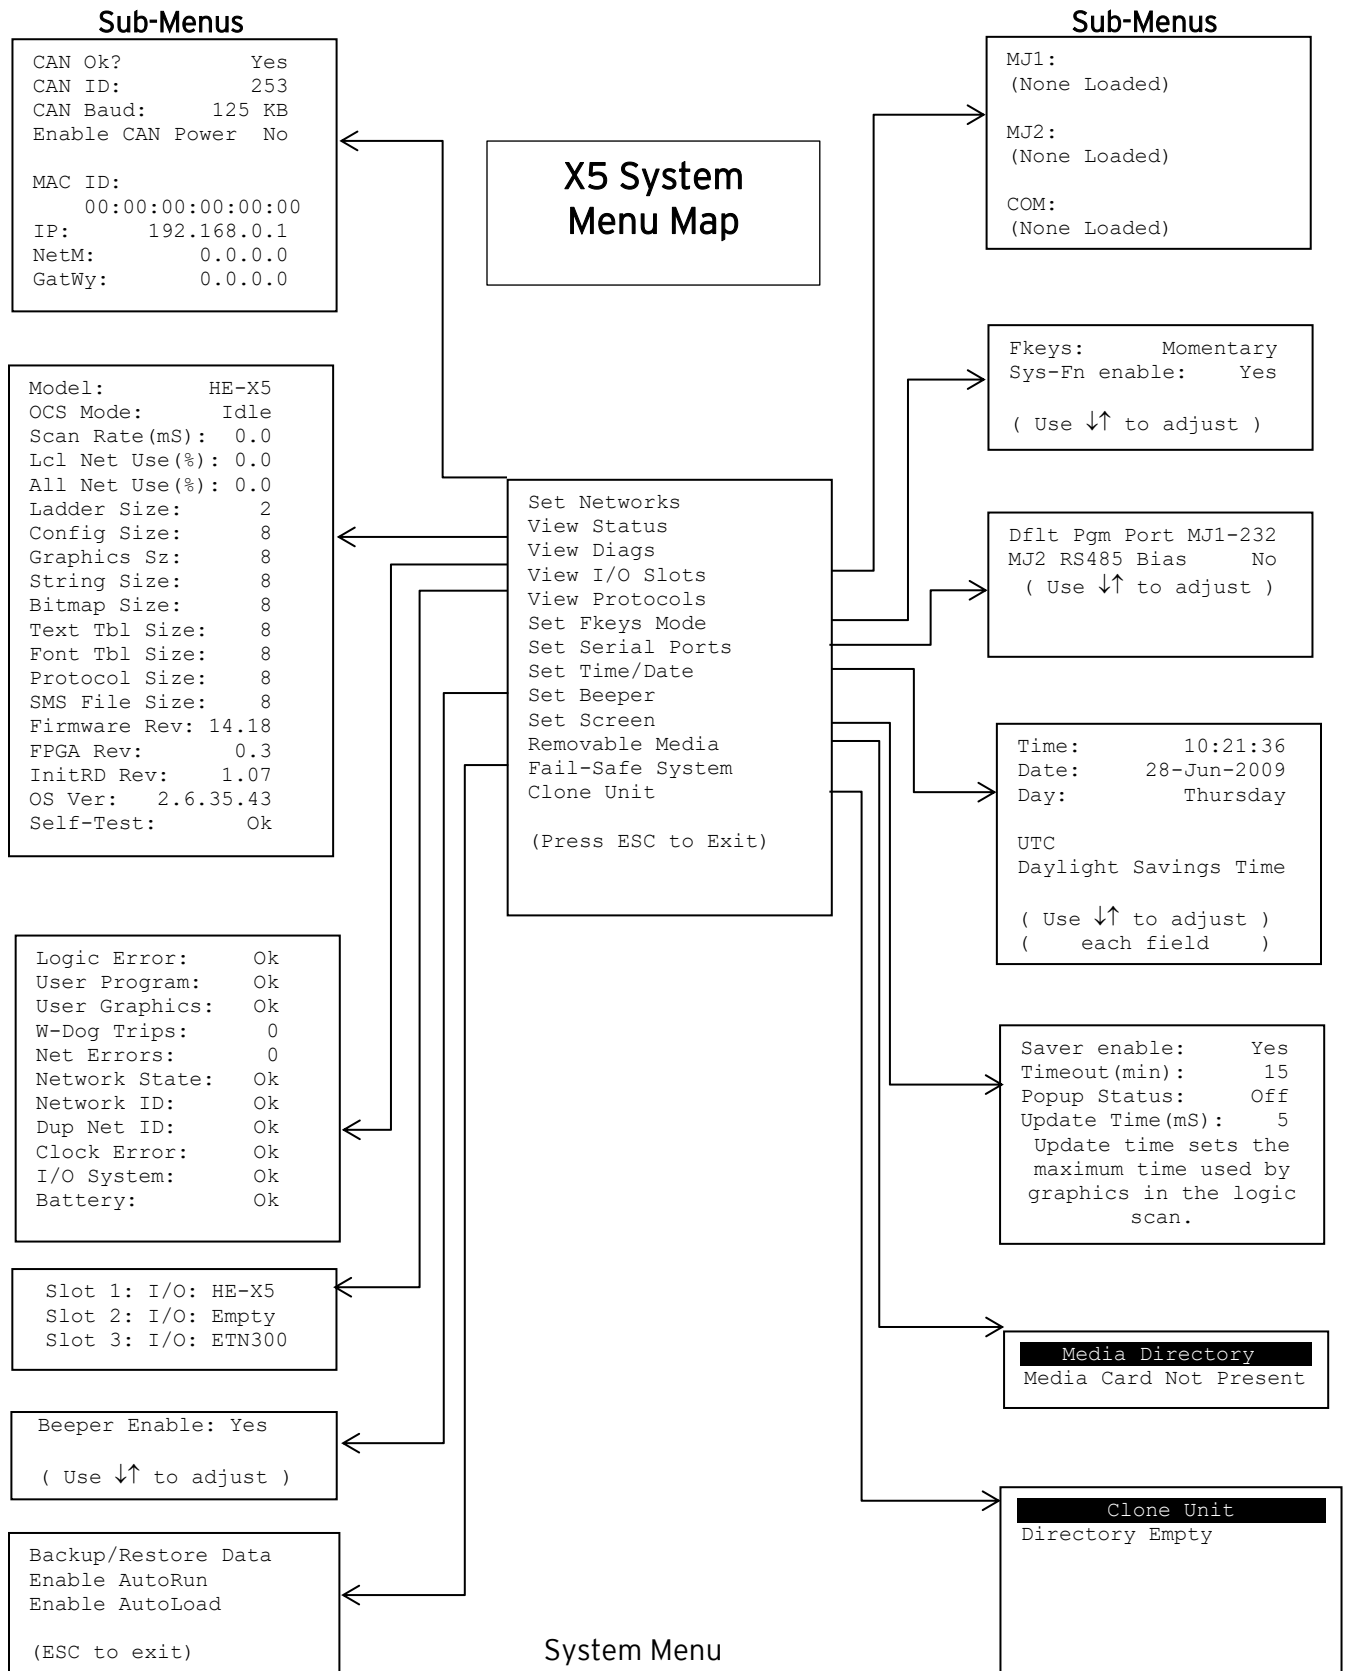 Sub-Menus
CAN Ok? Yes
CAN ID: 253
CAN Baud: 125 KB
Enable CAN Power No
MAC ID:
00:00:00:00:00:00
IP: 192.168.0.1
NetM: 0.0.0.0
GatWy: 0.0.0.0
Model: HE-X5
OCS Mode: Idle
Scan Rate(mS): 0.0
Lcl Net Use(%): 0.0
All Net Use(%): 0.0
Ladder Size: 2
Config Size: 8
Graphics Sz: 8
String Size: 8
Bitmap Size: 8
Text Tbl Size: 8
Font Tbl Size: 8
Protocol Size: 8
SMS File Size: 8
Firmware Rev: 14.18
FPGA Rev: 0.3
InitRD Rev: 1.07
OS Ver: 2.6.35.43
Self-Test: Ok
Logic Error: Ok
User Program: Ok
User Graphics: Ok
W-Dog Trips: 0
Net Errors: 0
Network State: Ok
Network ID: Ok
Dup Net ID: Ok
Clock Error: Ok
I/O System: Ok
Battery: Ok
Slot 1: I/O: HE-X5
Slot 2: I/O: Empty
Slot 3: I/O: ETN300
Beeper Enable: Yes
( Use ↓↑ to adjust )
Backup/Restore Data
Enable AutoRun
Enable AutoLoad
(ESC to exit)
X5 System
Menu Map
Set Networks
View Status
View Diags
View I/O Slots
View Protocols
Set Fkeys Mode
Set Serial Ports
Set Time/Date
Set Beeper
Set Screen
Removable Media
Fail-Safe System
Clone Unit
(Press ESC to Exit)
System Menu
Sub-Menus
MJ1:
(None Loaded)
MJ2:
(None Loaded)
COM:
(None Loaded)
Fkeys: Momentary
Sys-Fn enable: Yes
( Use ↓↑ to adjust )
Dflt Pgm Port MJ1-232
MJ2 RS485 Bias No
( Use ↓↑ to adjust )
Time: 10:21:36
Date: 28-Jun-2009
Day: Thursday
UTC
Daylight Savings Time
( Use ↓↑ to adjust )
( each field )
Saver enable: Yes
Timeout(min): 15
Popup Status: Off
Update Time(mS): 5
Update time sets the
maximum time used by
graphics in the logic
scan.
Media Directory
Media Card Not Present
Clone Unit
Directory Empty